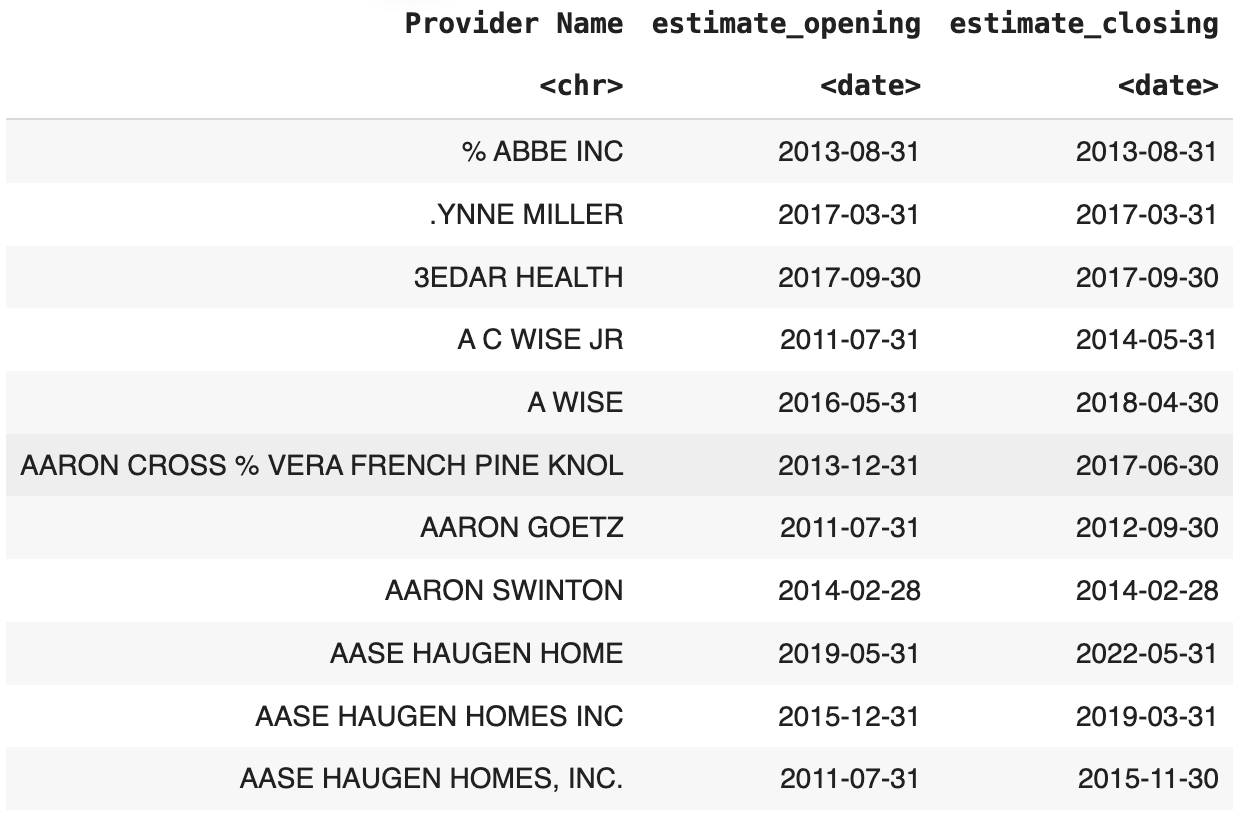 Provider Name estimate_opening estimate_closing
<chr> <date> <date>
% ABBE INC 2013-08-31 2013-08-31
.YNNE MILLER 2017-03-31 2017-03-31
3EDAR HEALTH 2017-09-30 2017-09-30
A C WISE JR 2011-07-31 2014-05-31
A WISE 2016-05-31 2018-04-30
AARON CROSS % VERA FRENCH PINE KNOL 2013-12-31 2017-06-30
AARON GOETZ 2011-07-31 2012-09-30
AARON SWINTON 2014-02-28 2014-02-28
AASE HAUGEN HOME 2019-05-31 2022-05-31
AASE HAUGEN HOMES INC 2015-12-31 2019-03-31
AASE HAUGEN HOMES, INC. 2011-07-31 2015-11-30